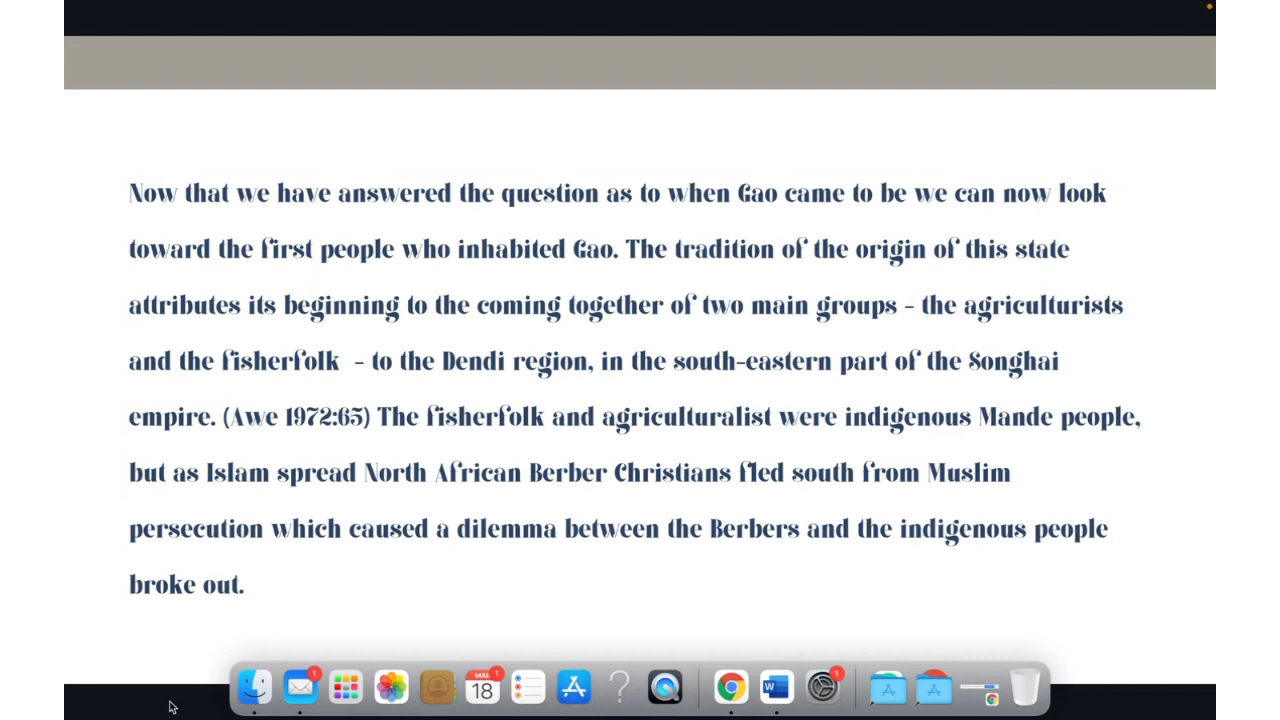 Now that we have answered the question as to when Gao came to be we can now look
toward the first people who inhabited Gao. The tradition of the origin of this state
attributes its beginning to the coming together of two main groups - the agriculturists
and the fisherfolk - to the Dendi region, in the south-eastern part of the Songhai
empire. (Awe 1972:65) The fisherfolk and agriculturalist were indigenous Mande people,
but as Islam spread North African Berber Christians fled south from Muslim
persecution which caused a dilemma between the Berbers and the indigenous people
broke out.
1
MAR
1
18
W
1